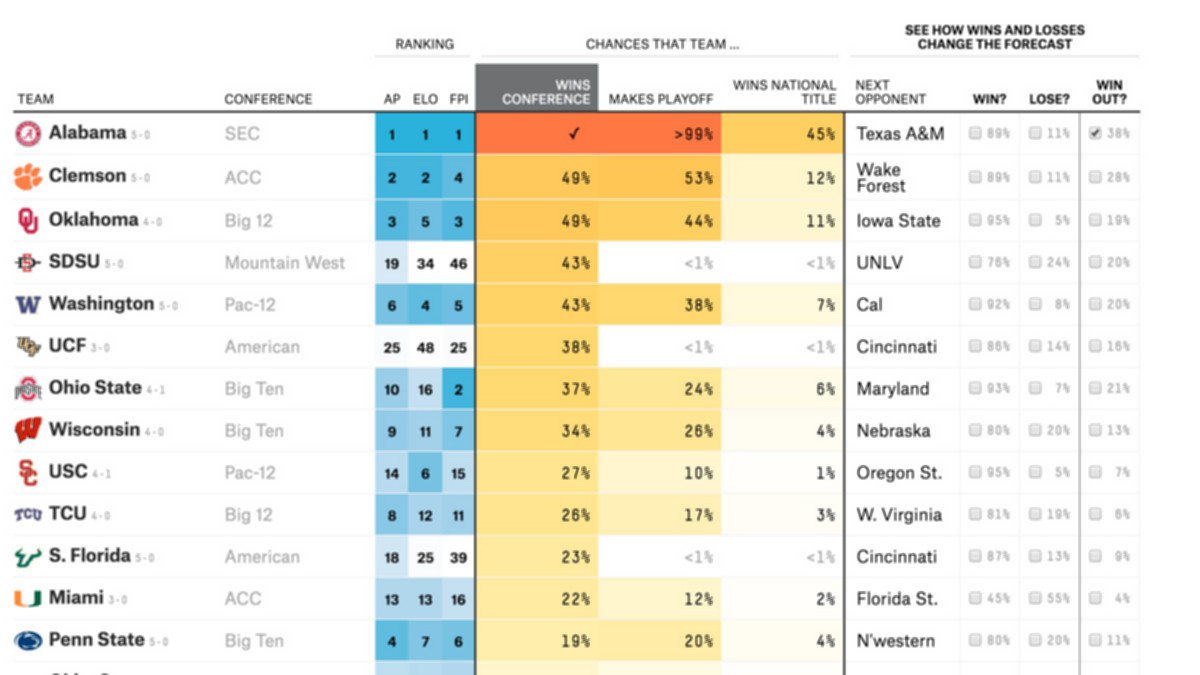 SEE HOW WINS AND LOSSES
RANKING CHANCES THAT TEAM ... CHANGE THE FORECAST
WINS WINS NATIONAL NEXT WIN
TEAM CONFERENCE AP ELO FPI CONFERENCE MAKES PLAYOFF TITLE OPPONENT WIN? LOSE? OUT?
Alabama 5-0 SEC 1 1 1 ✓ >99% 45% Texas A&M 89% 11% 38%
Clemson 5-0 ACC 2 2 4 49% 53% 12% Wake Forest 89% 11% 28%
Oklahoma 4-0 Big 12 3 5 3 49% 44% 11% Iowa State 95% 5% 19%
SDSU 5-0 Mountain West 19 34 46 43% <1% <1% UNLV 76% 24% 20%
Washington 5-0 Pac-12 6 4 5 43% 38% 7% Cal 92% 8% 20%
UCF 3-0 American 25 48 25 38% <1% <1% Cincinnati 86% 14% 16%
Ohio State 4-1 Big Ten 10 16 2 37% 24% 6% Maryland 93% 7% 21%
Wisconsin 4-0 Big Ten 9 11 7 34% 26% 4% Nebraska 80% 20% 13%
USC 4-1 Pac-12 14 6 15 27% 10% 1% Oregon St. 95% 5% 7%
TCU TCU 4-0 Big 12 8 12 11 26% 17% 3% W. Virginia 81% 19% 6%
S. Florida 5-0 American 18 25 39 23% <1% <1% Cincinnati 87% 13% 9%
Miami 3-0 ACC 13 13 16 22% 12% 2% Florida St. 45% 55% 4%
Penn State 5-0 Big Ten 4 7 6 19% 20% 4% N'western 80% 20% 11%